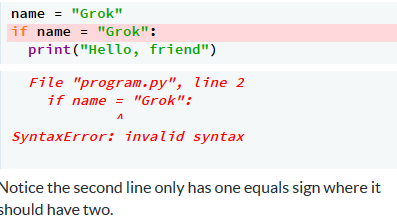 name = "Grok"
if name = "Grok":
print("Hello, friend")
File "program.py", line 2
if name = "Grok":
^
SyntaxError: invalid syntax
Notice the second line only has one equals sign where it
should have two.